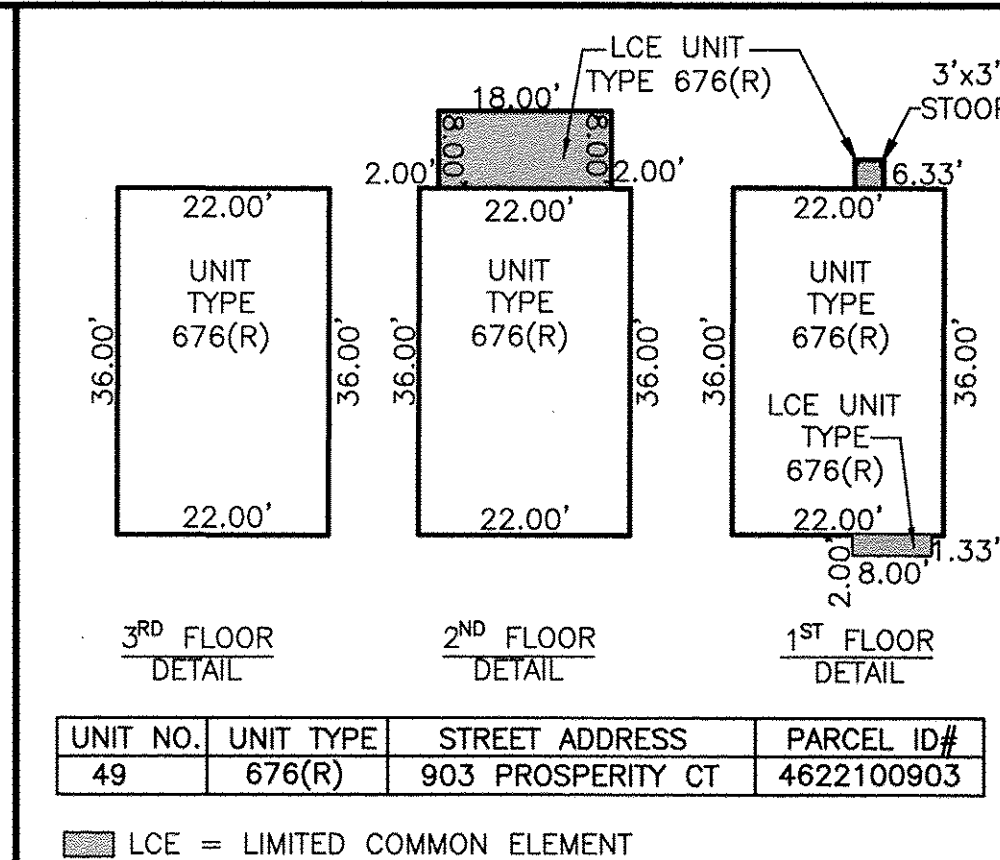 LCE UNIT
TYPE 676(R)
3'x3'
STOOP
18.00'
8.00'
8.00'
2.00'
2.00'
6.33'
22.00'
22.00'
22.00'
UNIT
TYPE
676(R)
UNIT
TYPE
676(R)
UNIT
TYPE
676(R)
36.00'
36.00'
36.00'
36.00'
36.00'
36.00'
LCE UNIT
TYPE
676(R)
22.00'
22.00'
22.00'
2.00'
8.00'
1.33'
3RD FLOOR
DETAIL
2ND FLOOR
DETAIL
1ST FLOOR
DETAIL
UNIT NO. UNIT TYPE STREET ADDRESS PARCEL ID#
49 676(R) 903 PROSPERITY CT 4622100903
LCE = LIMITED COMMON ELEMENT